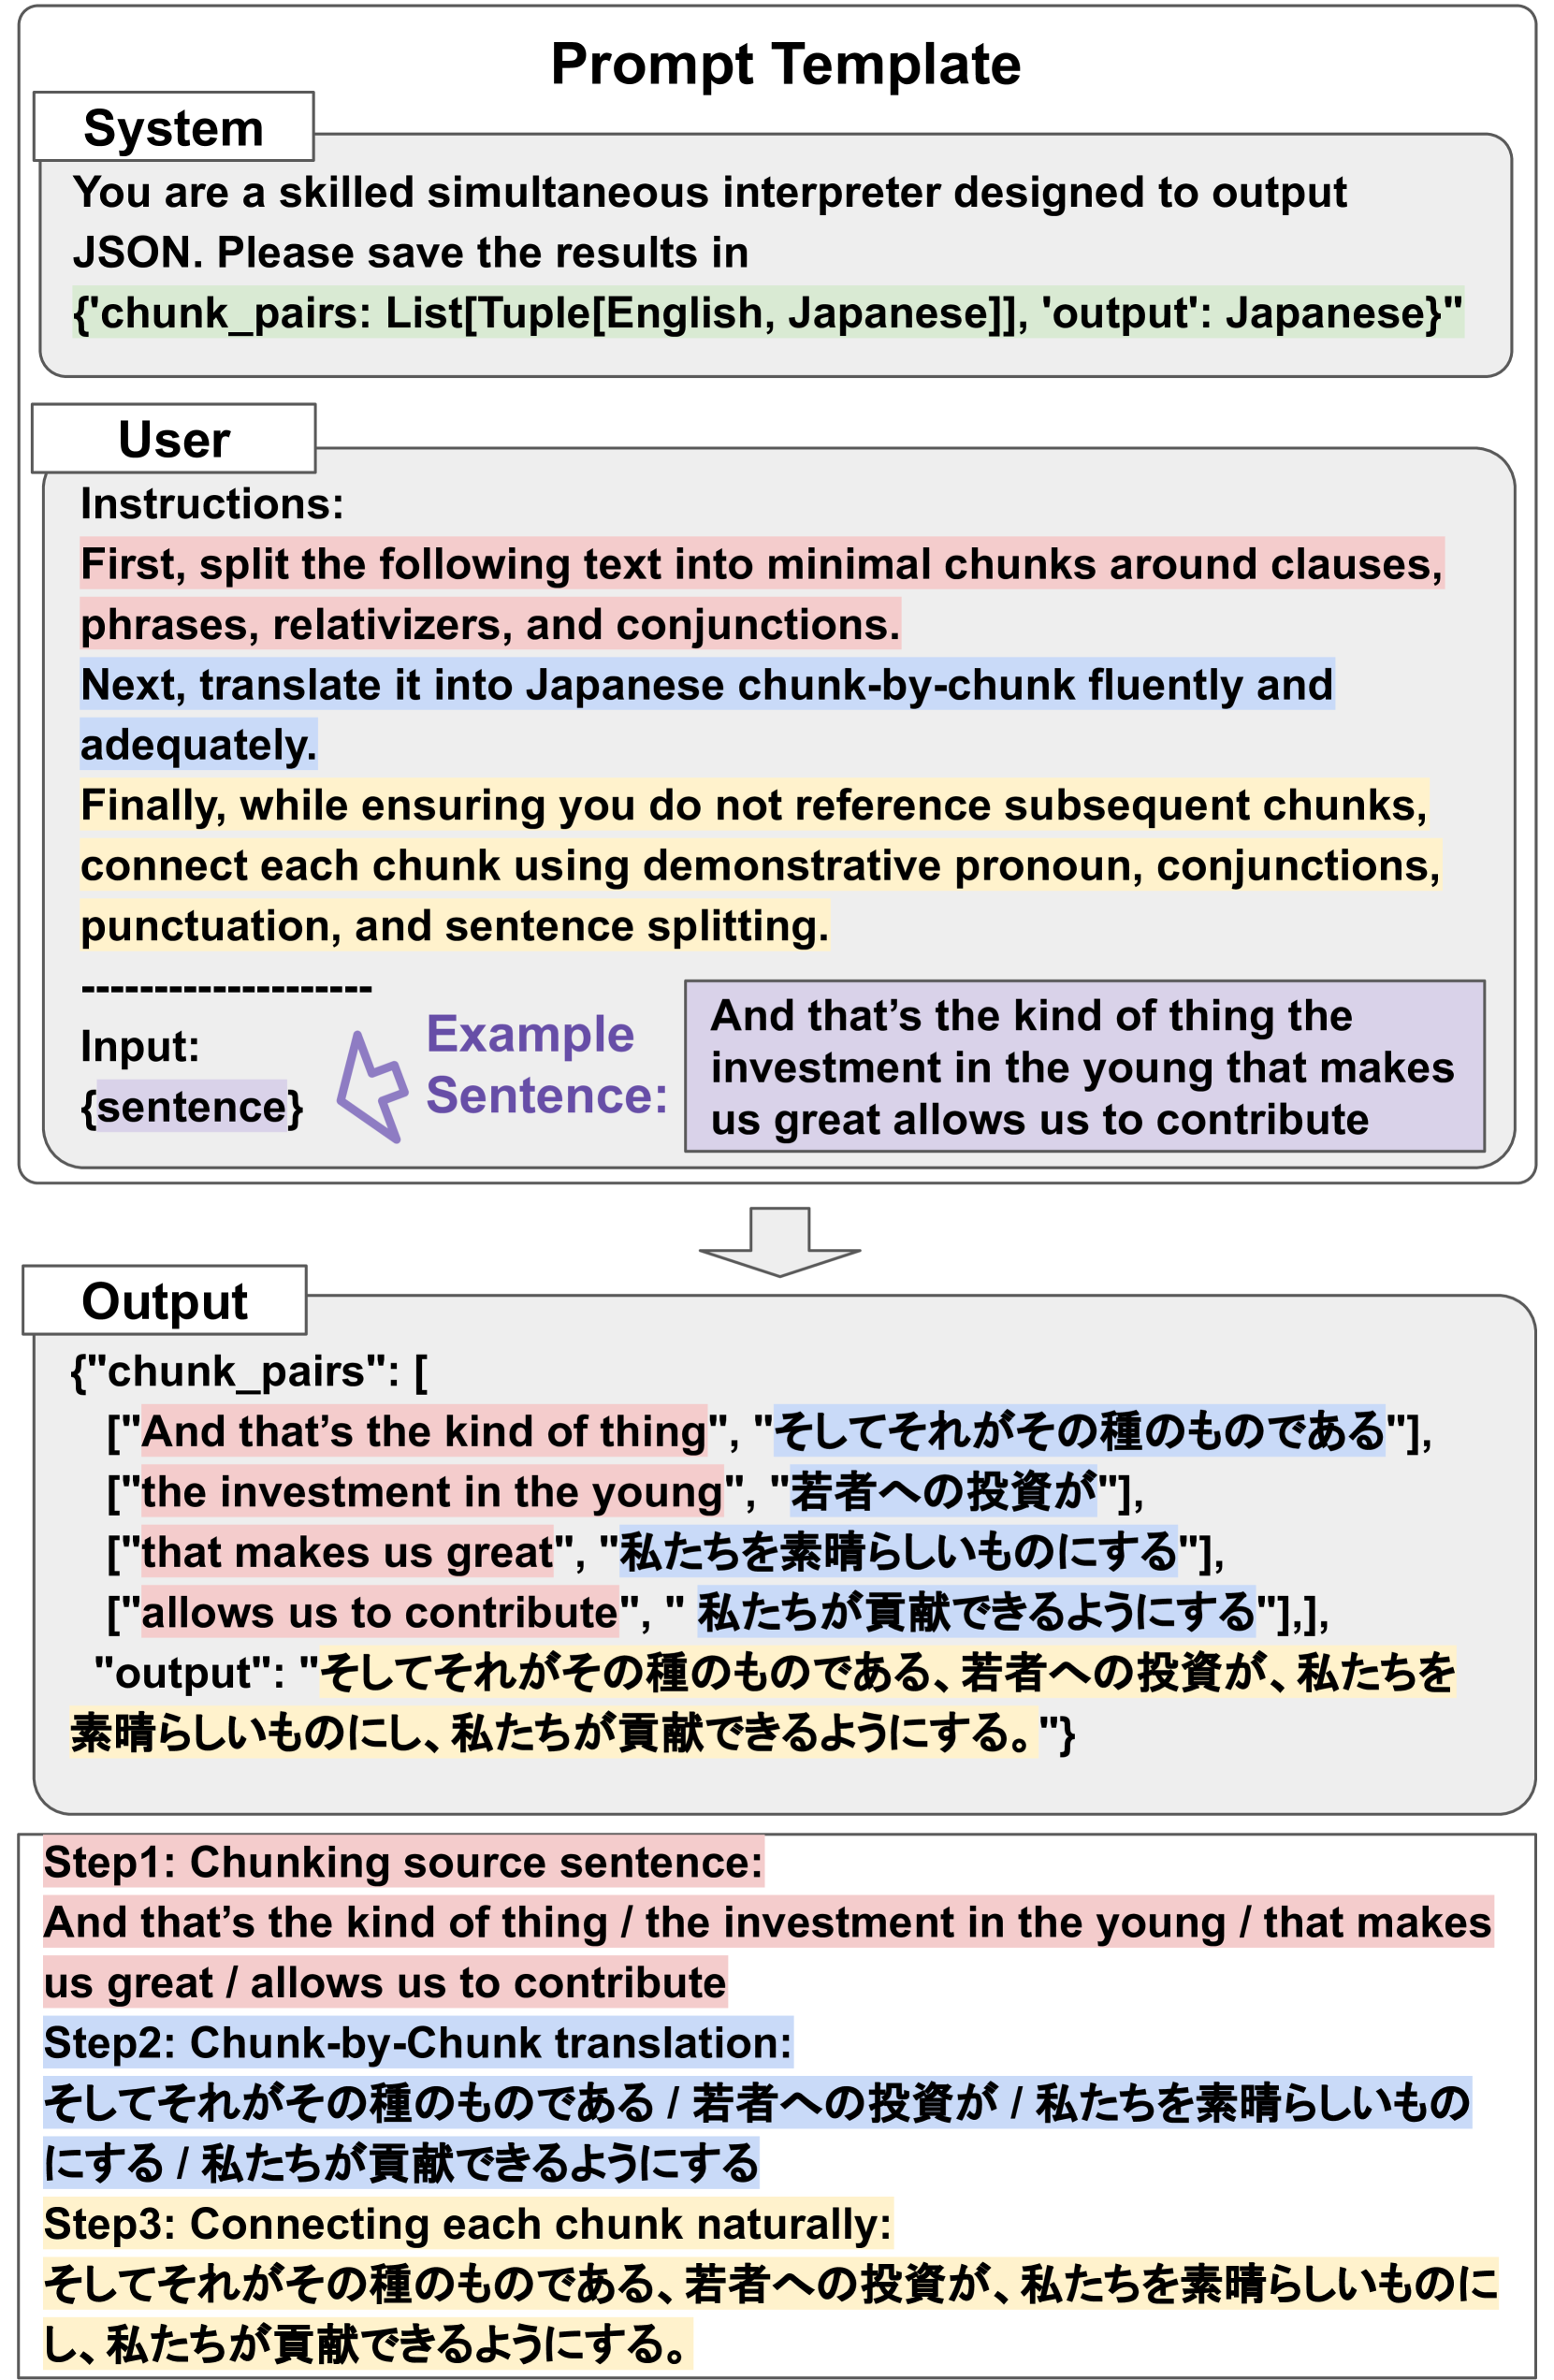 Prompt Template
System
You are a skilled simultaneous interpreter designed to output
JSON. Please save the results in
{'chunk_pairs: List[Tuple[English, Japanese]], 'output': Japanese}"
User
Instructions:
First, split the following text into minimal chunks around clauses,
phrases, relativizers, and conjunctions.
Next, translate it into Japanese chunk-by-chunk fluently and
adequately.
Finally, while ensuring you do not reference subsequent chunks,
connect each chunk using demonstrative pronoun, conjunctions,
punctuation, and sentence splitting.
--------------------
Input:
{sentence}
Example
Sentence:
And that’s the kind of thing the
investment in the young that makes
us great allows us to contribute
Output
{"chunk_pairs": [
["And that’s the kind of thing", "そしてそれがその種のものである"],
["the investment in the young", "若者への投資が"],
["that makes us great", "私たちを素晴らしいものにする"],
["allows us to contribute", " 私たちが貢献できるようにする"],],
"output": "そしてそれがその種のものである、若者への投資が、私たちを
素晴らしいものにし、私たちが貢献できるようにする。"}
Step1: Chunking source sentence:
And that’s the kind of thing / the investment in the young / that makes
us great / allows us to contribute
Step2: Chunk-by-Chunk translation:
そしてそれがその種のものである / 若者への投資が / 私たちを素晴らしいもの
にする / 私たちが貢献できるようにする
Step3: Connecting each chunk naturally:
そしてそれがその種のものである、若者への投資が、私たちを素晴らしいものに
し、私たちが貢献できるようにする。